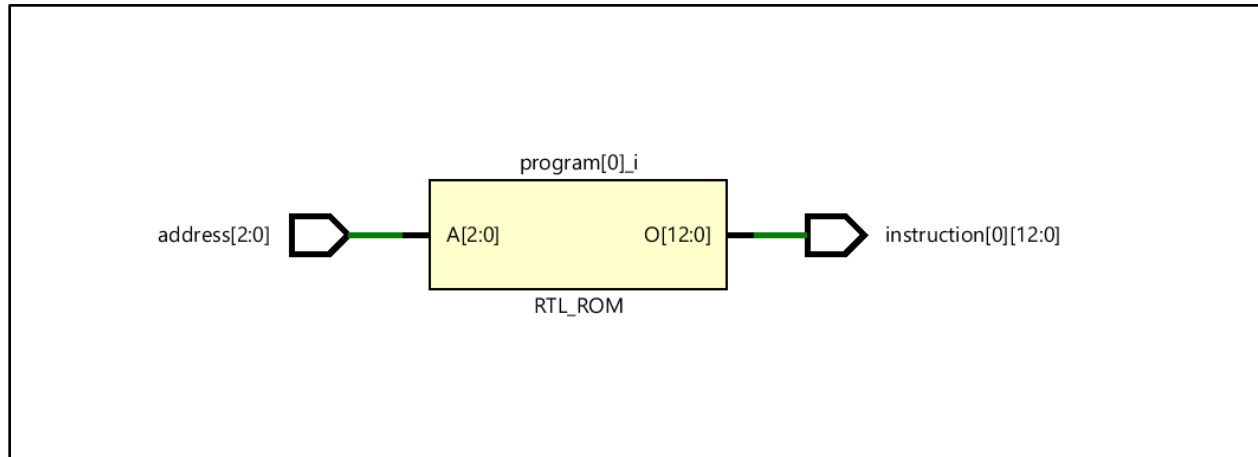 program[0]_i
address[2:0]
A[2:0]
O[12:0]
instruction[0][12:0]
RTL_ROM